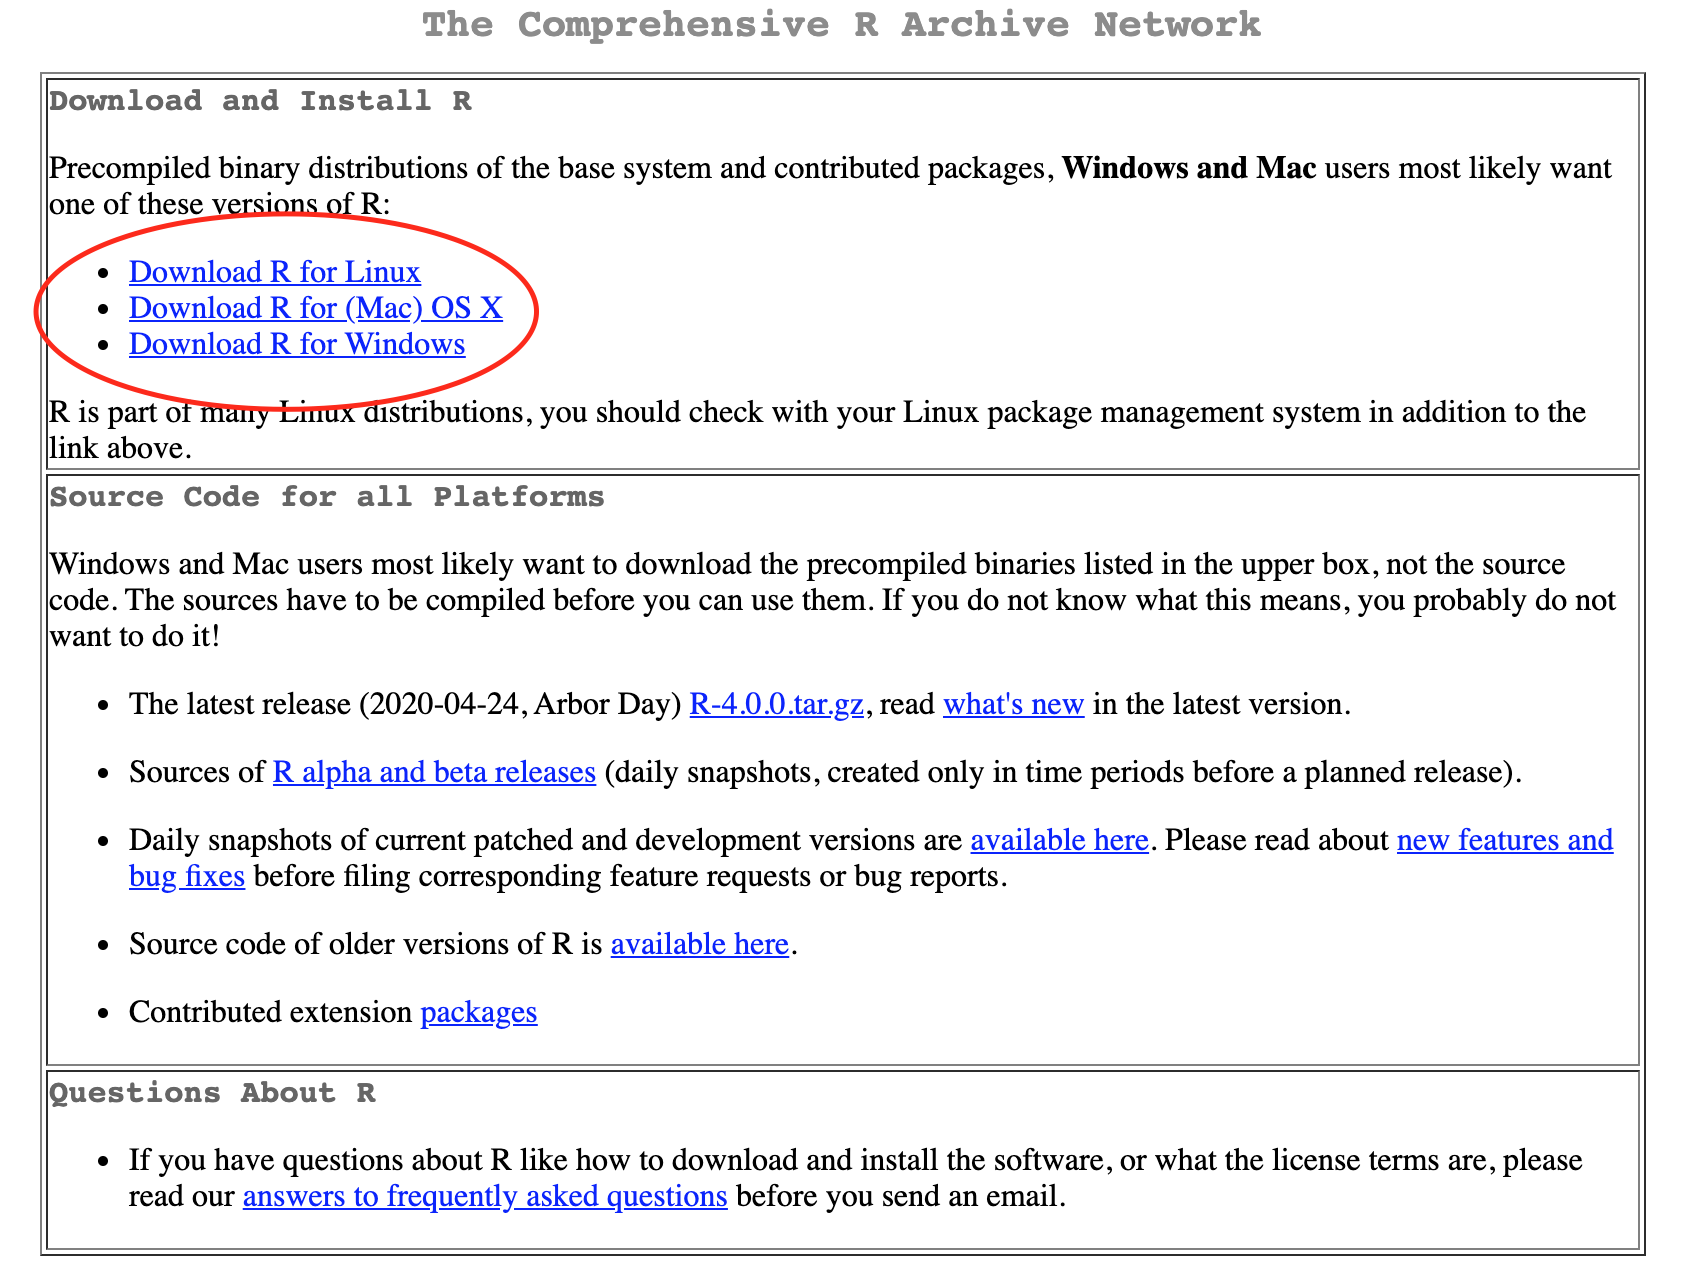 The Comprehensive R Archive Network
Download and Install R
Precompiled binary distributions of the base system and contributed packages, Windows and Mac users most likely want
one of these versions of R:
Download R for Linux
Download R for (Mac) OS X
Download R for Windows
R is part of many Linux distributions, you should check with your Linux package management system in addition to the
link above.
Source Code for all Platforms
Windows and Mac users most likely want to download the precompiled binaries listed in the upper box, not the source
code. The sources have to be compiled before you can use them. If you do not know what this means, you probably do not
want to do it!
The latest release (2020-04-24, Arbor Day) R-4.0.0.tar.gz, read what's new in the latest version.
Sources of R alpha and beta releases (daily snapshots, created only in time periods before a planned release).
Daily snapshots of current patched and development versions are available here. Please read about new features and
bug fixes before filing corresponding feature requests or bug reports.
Source code of older versions of R is available here.
Contributed extension packages
Questions About R
If you have questions about R like how to download and install the software, or what the license terms are, please
read our answers to frequently asked questions before you send an email.